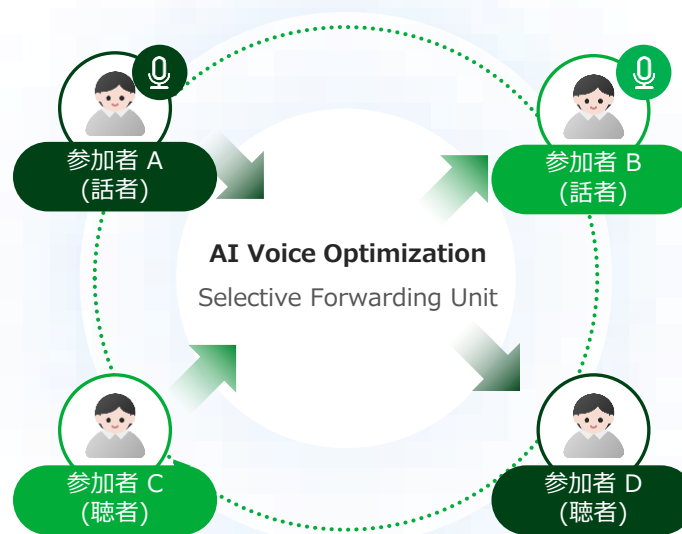 参加者 A
(話者)
参加者 B
(話者)
AI Voice Optimization
Selective Forwarding Unit
参加者 C
(聴者)
参加者 D
(聴者)